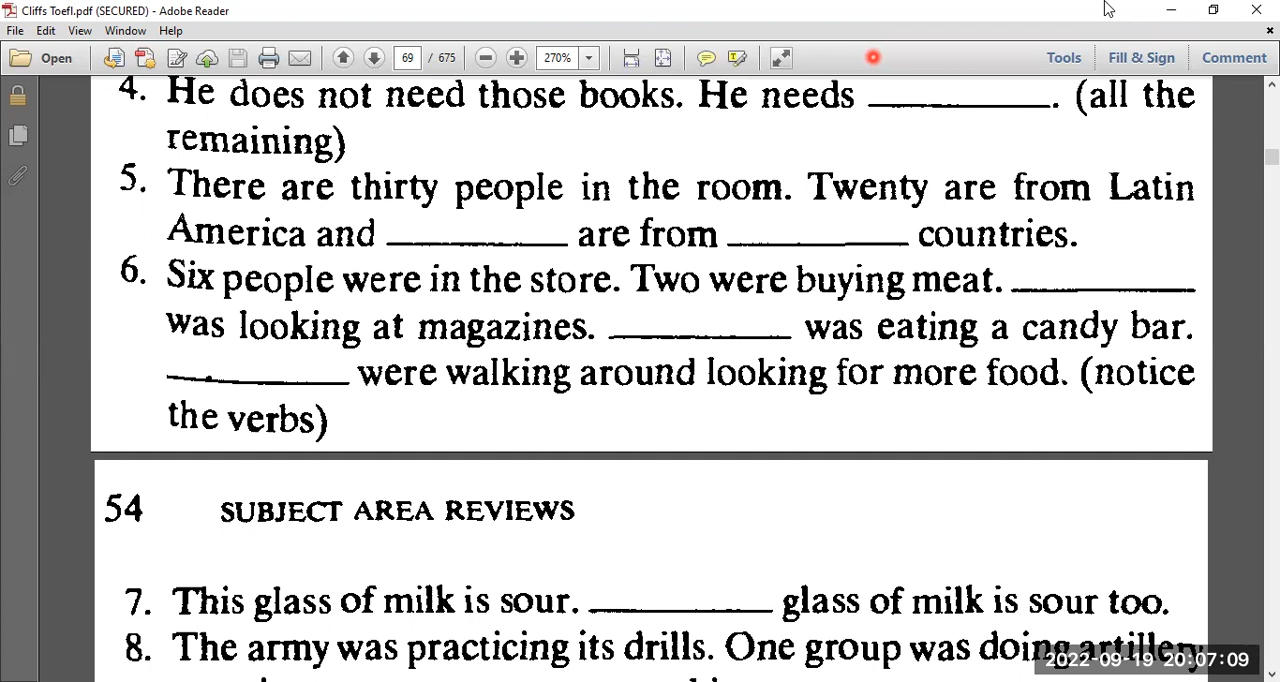 Cliffs Toefl.pdf (SECURED) - Adobe Reader
File Edit View Window Help
Open 69 / 675 270% Tools Fill & Sign Comment
4. He does not need those books. He needs __________. (all the
remaining)
5. There are thirty people in the room. Twenty are from Latin
America and __________ are from __________ countries.
6. Six people were in the store. Two were buying meat. __________
was looking at magazines. __________ was eating a candy bar.
__________ were walking around looking for more food. (notice
the verbs)
54 SUBJECT AREA REVIEWS
7. This glass of milk is sour. __________ glass of milk is sour too.
8. The army was practicing its drills. One group was doing artillery
2022-09-19 20:07:09